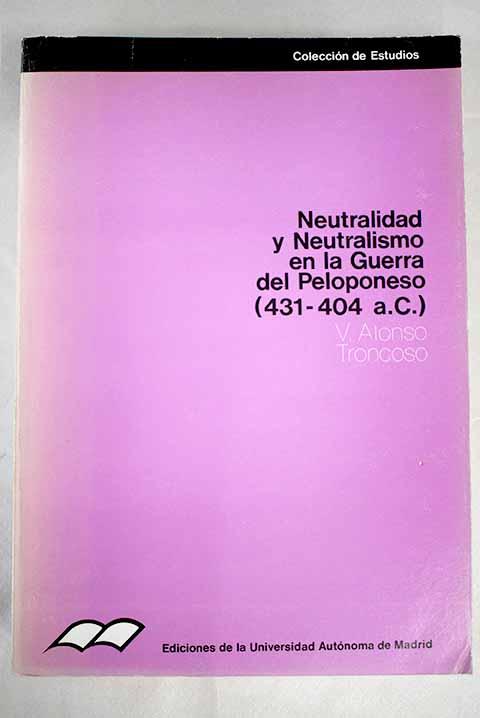 Colección de Estudios
Neutralidad
y Neutralismo
en la Guerra
del Peloponeso
(431-404 a.C.)
V. Alonso
Troncoso
Ediciones de la Universidad Autónoma de Madrid